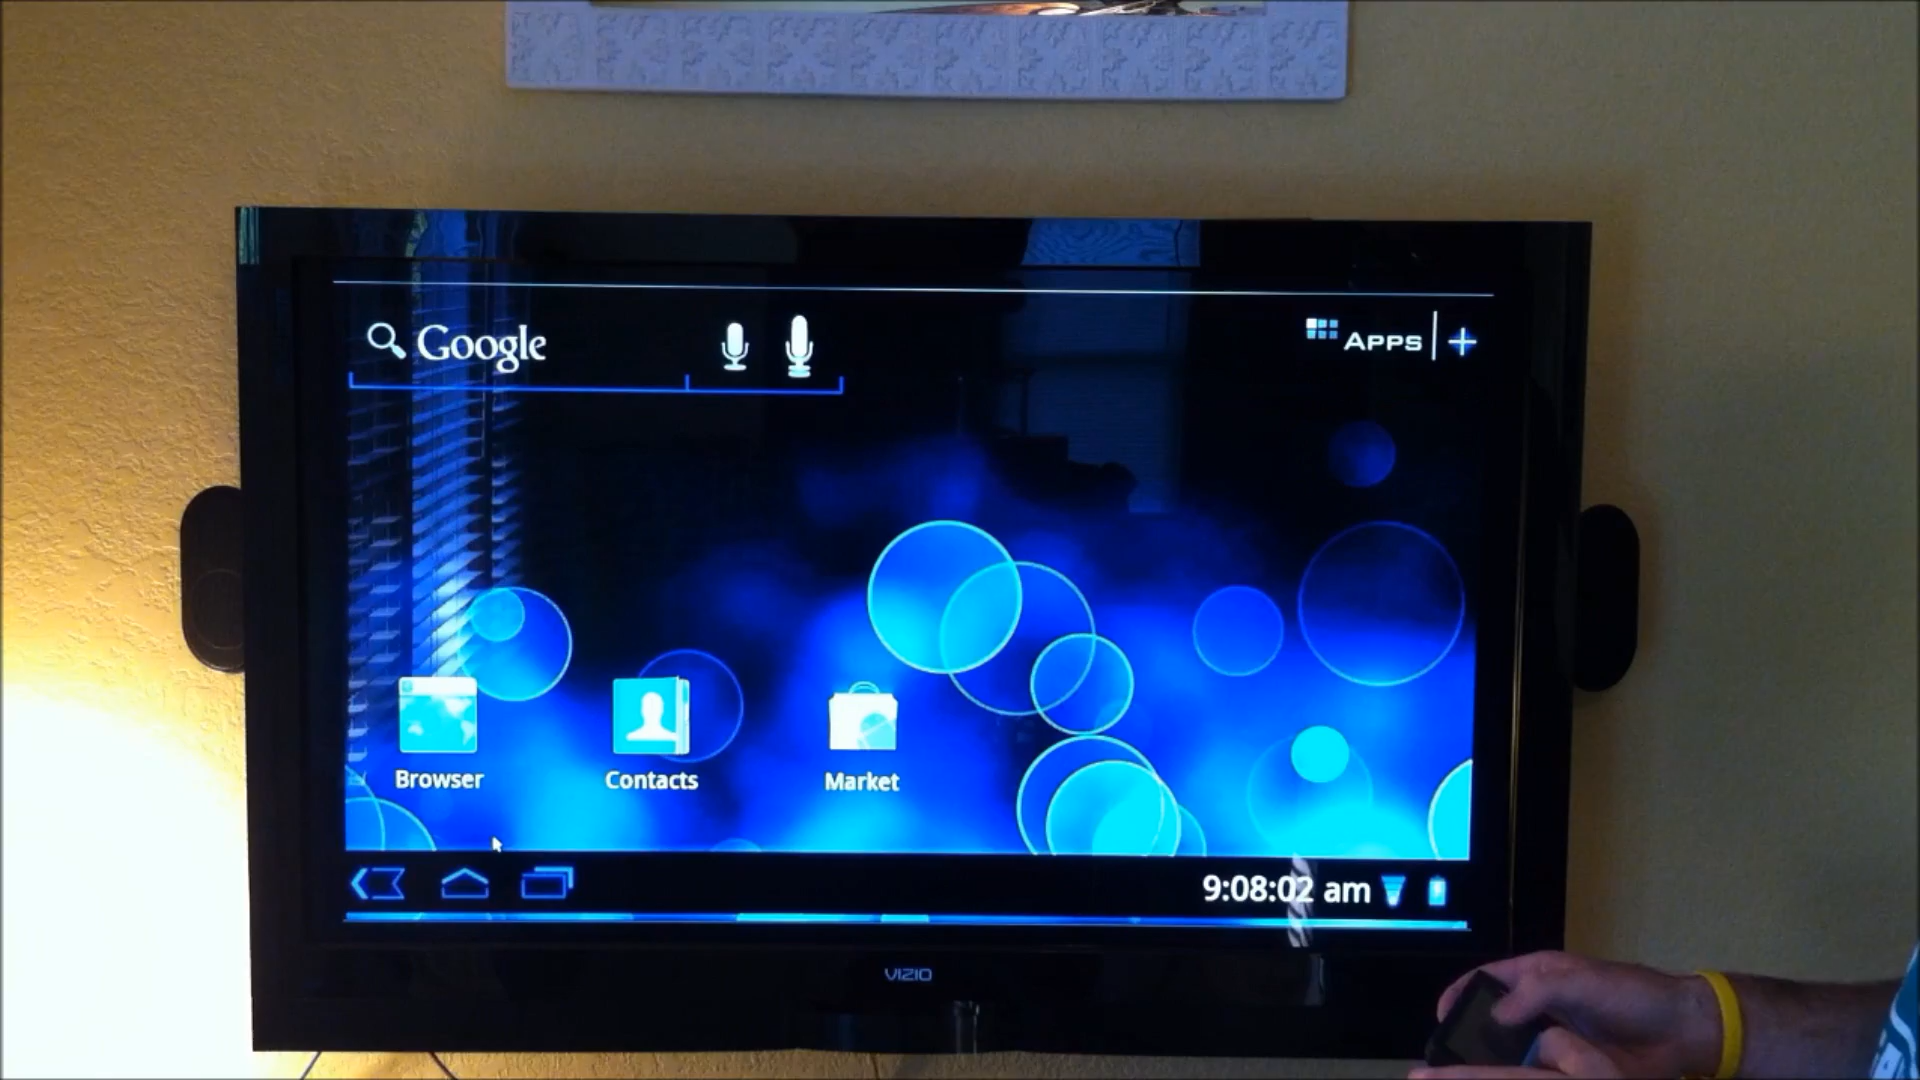 Google
APPS
Browser
Contacts
Market
9:08:02 am
VIZIO